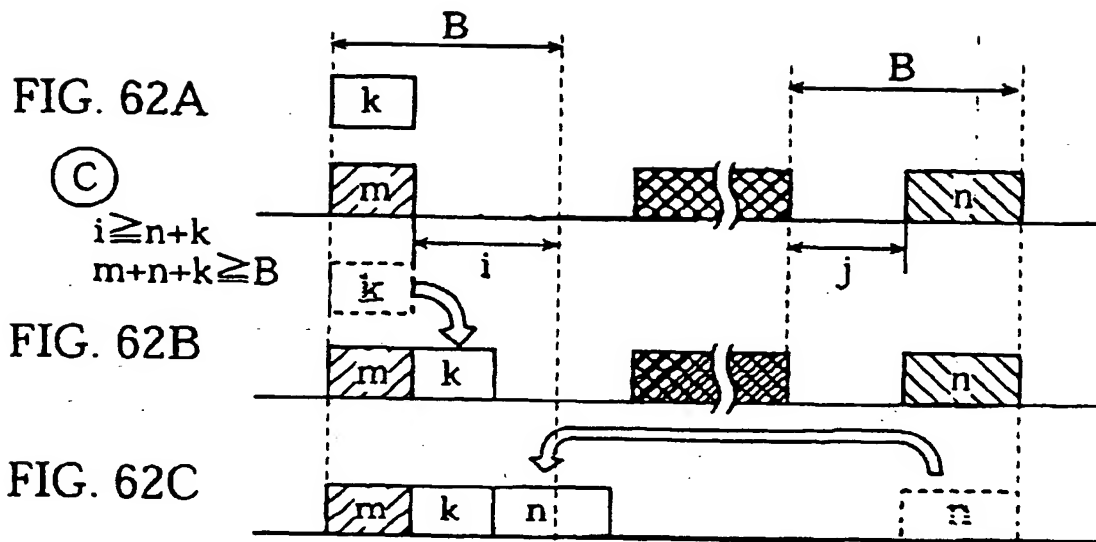 B
B
FIG. 62A
k
C
m
n
i≧n+k
m+n+k≧B
i
j
k
FIG. 62B
m k
n
FIG. 62C
m k n
n